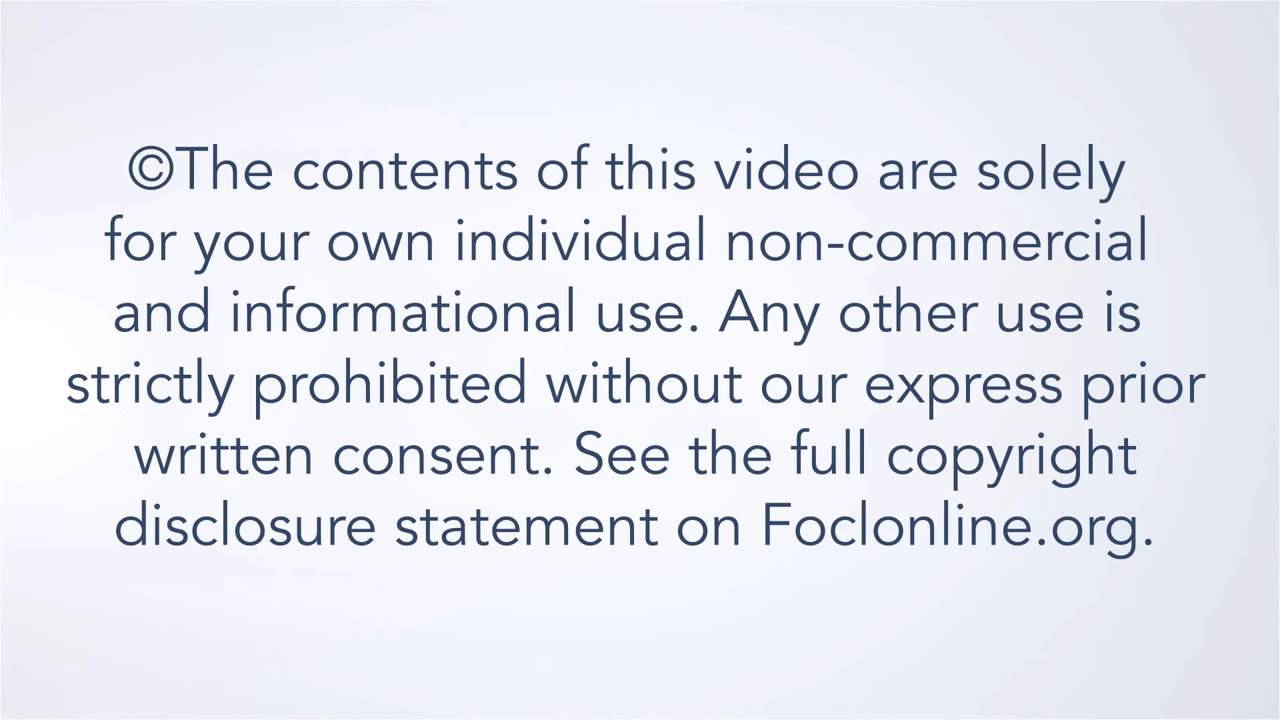 ©The contents of this video are solely
for your own individual non-commercial
and informational use. Any other use is
strictly prohibited without our express prior
written consent. See the full copyright
disclosure statement on Foclonline.org.